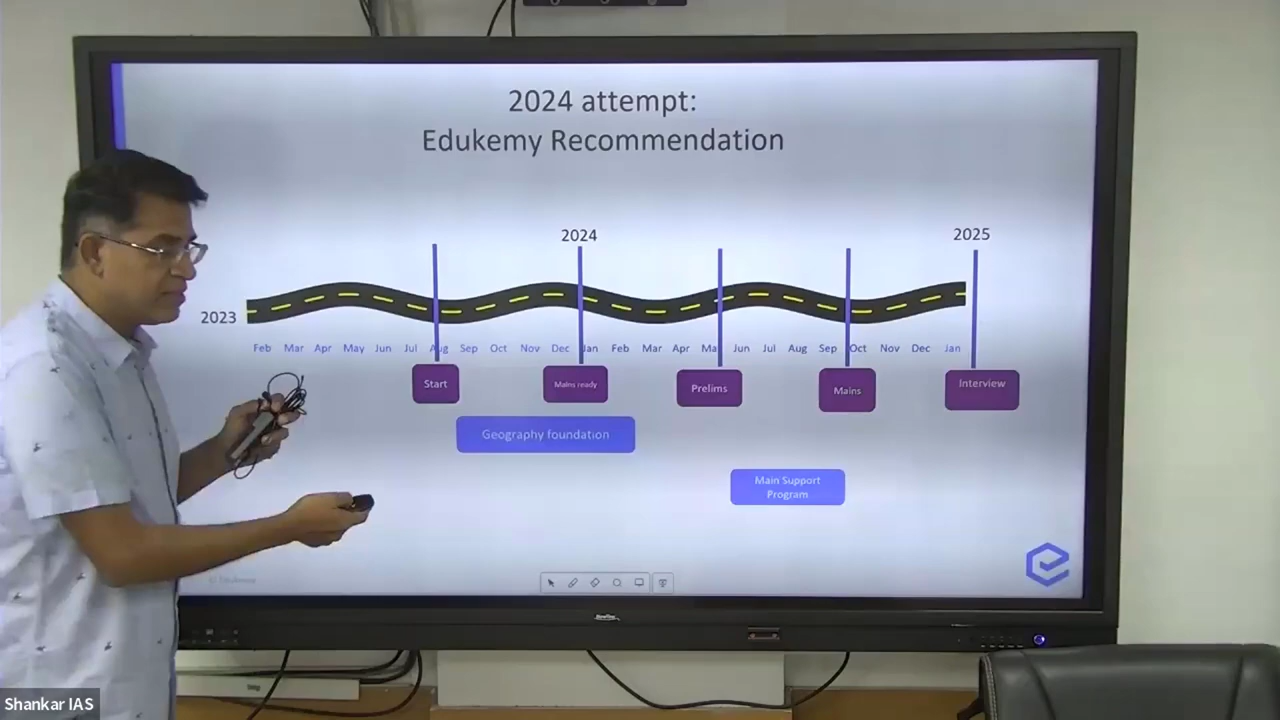 2024 attempt:
Edukemy Recommendation
2024
2025
2023
Feb Mar Apr May Jun Jul Aug Sep Oct Nov Dec Jan Feb Mar Apr May Jun Jul Aug Sep Oct Nov Dec Jan
Start
Mains ready
Prelims
Mains
Interview
Geography foundation
Main Support
Program
Shankar IAS